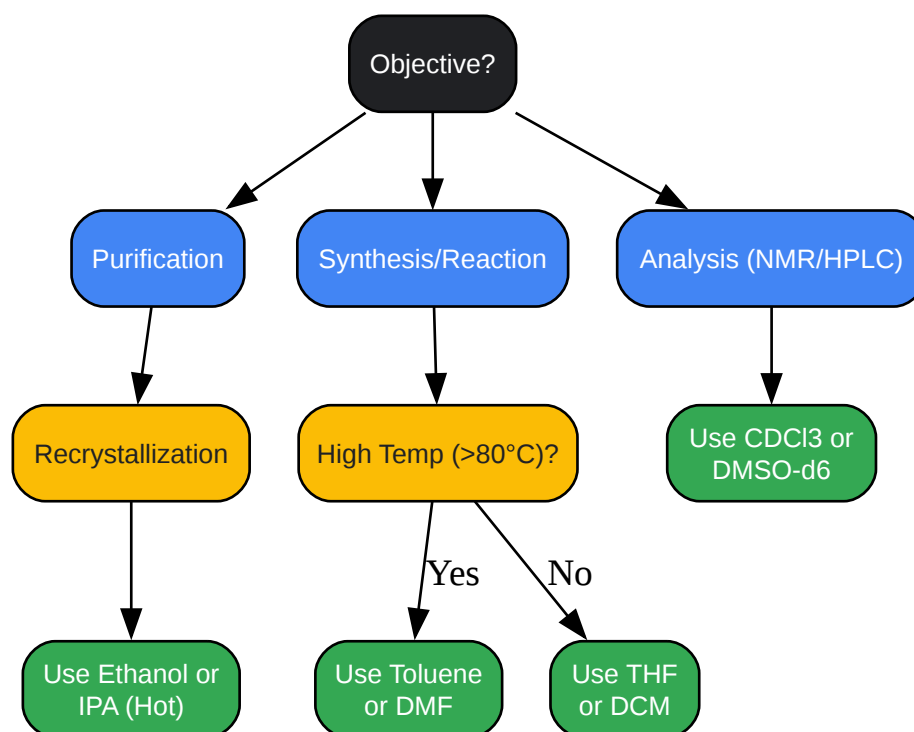 Objective?
Purification
Synthesis/Reaction
Analysis (NMR/HPLC)
Recrystallization
High Temp (>80°C)?
Use CDCl3 or
DMSO-d6
Yes
No
Use Ethanol or
IPA (Hot)
Use Toluene
or DMF
Use THF
or DCM